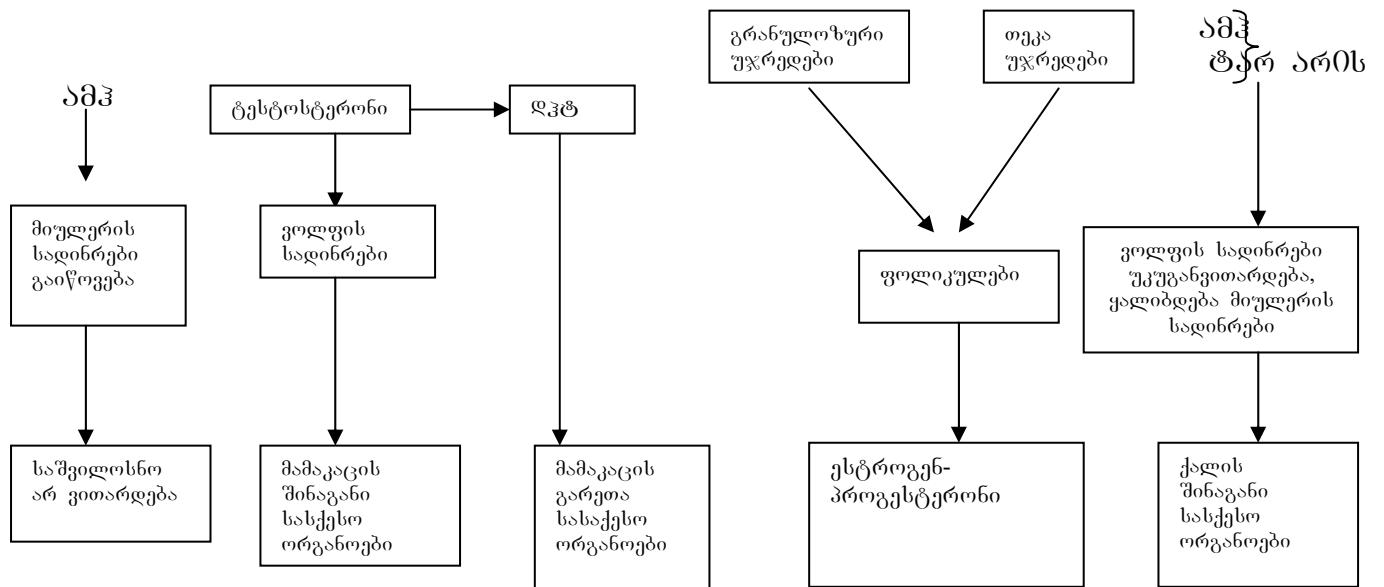 ამჰ
მიულერის
სადინრები
გაიწოვება
საშვილოსნო
არ ვითარდება
ტესტოსტერონი
დჰტ
ვოლფის
სადინრები
მამაკაცის
შინაგანი
სასქესო
ორგანოები
მამაკაცის
გარეთა
სასაქესო
ორგანოები
გრანულოზური
უჯრედები
თეკა
უჯრედები
ფოლიკულები
ესტროგენ-
პროგესტერონი
ამჰ
ტ არ არის
ვოლფის სადინრები
უკუგანვითარდება,
ყალიბდება მიულერის
სადინრები
ქალის
შინაგანი
სასქესო
ორგანოები